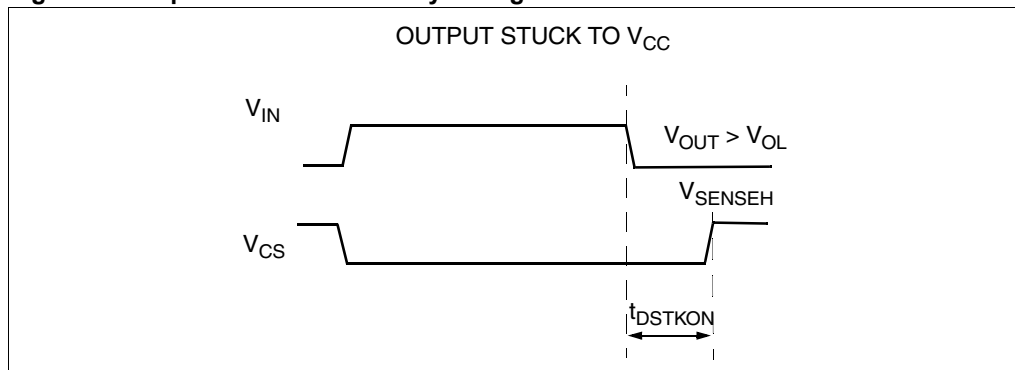 OUTPUT STUCK TO VCC
VIN
VOUT > VOL
VSENSEH
VCS
tDSTKON